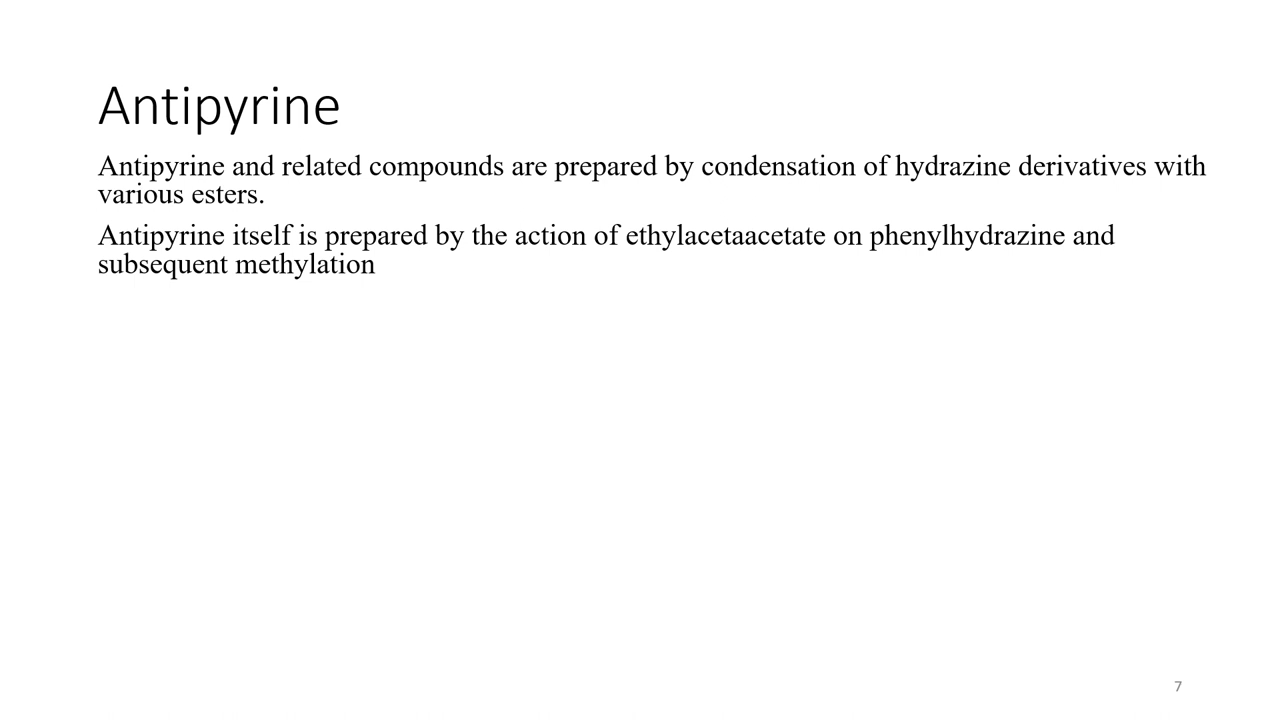 Antipyrine
Antipyrine and related compounds are prepared by condensation of hydrazine derivatives with
various esters.
Antipyrine itself is prepared by the action of ethylacetaacetate on phenylhydrazine and
subsequent methylation
7